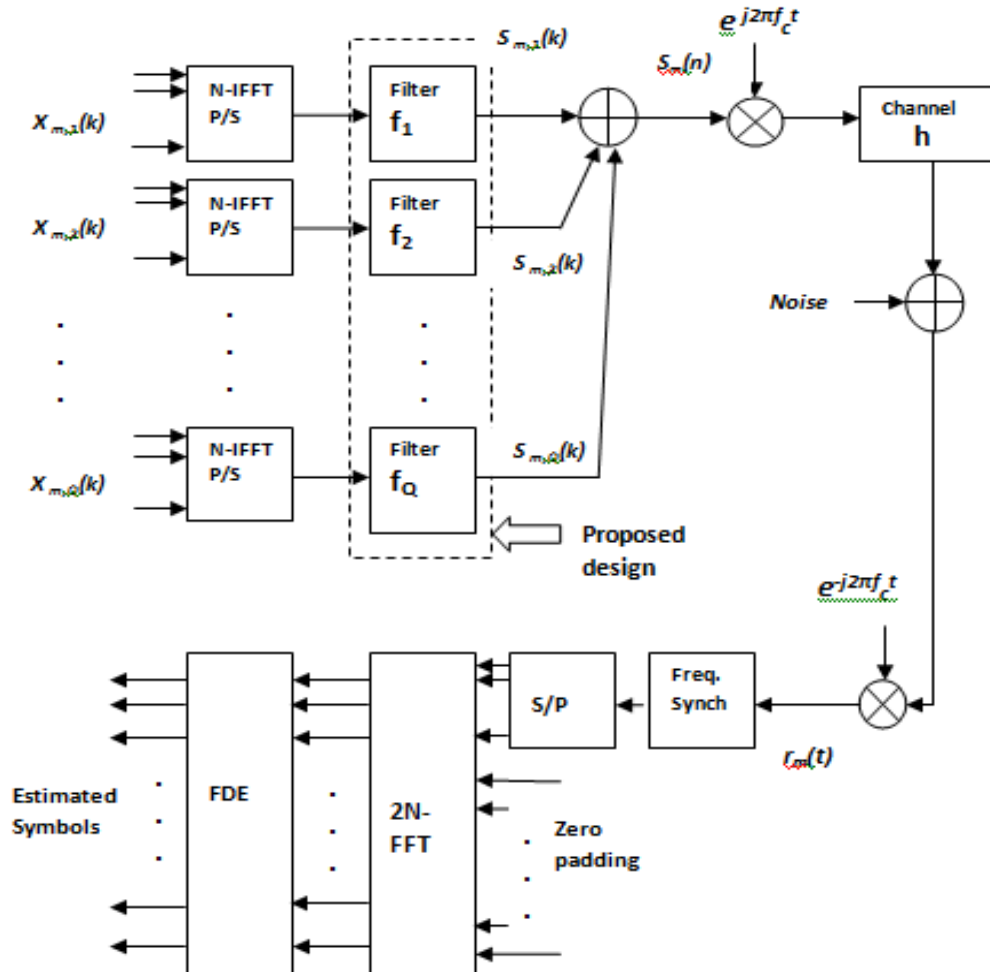 S m,1(k)
e j2πfct
X m,1(k)
N-IFFT
P/S
Filter
f1
Sm(n)
Channel
h
X m,2(k)
N-IFFT
P/S
Filter
f2
S m,2(k)
Noise
X m,Q(k)
N-IFFT
P/S
Filter
fQ
S m,Q(k)
Proposed
design
e-j2πfct
Estimated
Symbols
FDE
2N-
FFT
S/P
Freq.
Synch
rm(t)
Zero
padding